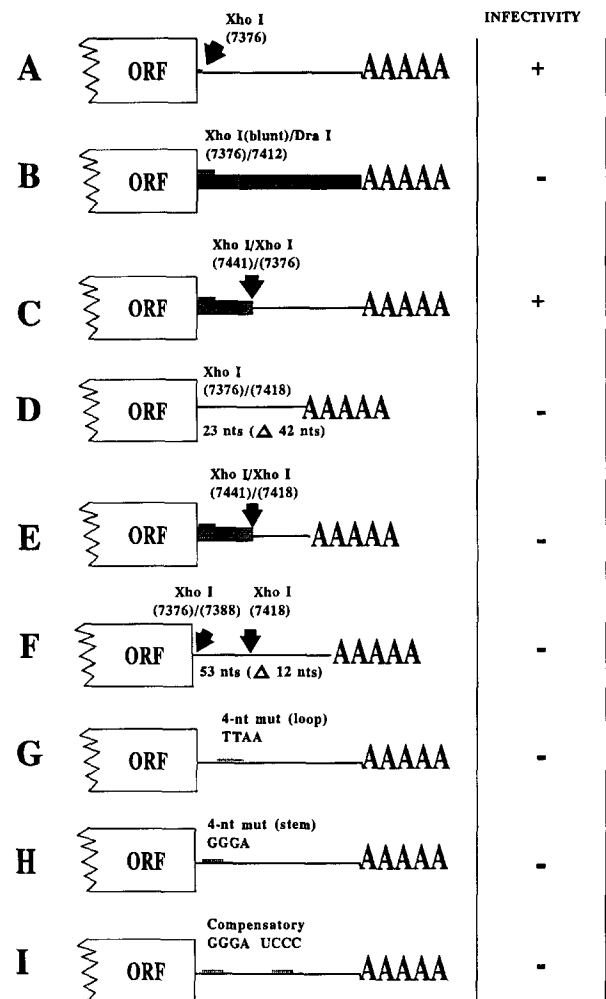 INFECTIVITY
Xho I
(7376)
A ORF AAAAA +
Xho I(blunt)/Dra I
(7376)/7412)
B ORF AAAAA -
Xho I/Xho I
(7441)/(7376)
C ORF AAAAA +
Xho I
(7376)/(7418)
D ORF AAAAA -
23 nts (Δ 42 nts)
Xho I/Xho I
(7441)/(7418)
E ORF AAAAA -
Xho I Xho I
(7376)/(7388) (7418)
F ORF AAAAA -
53 nts (Δ 12 nts)
4-nt mut (loop)
TTAA
G ORF AAAAA -
4-nt mut (stem)
GGGA
H ORF AAAAA -
Compensatory
GGGA UCCC
I ORF AAAAA -